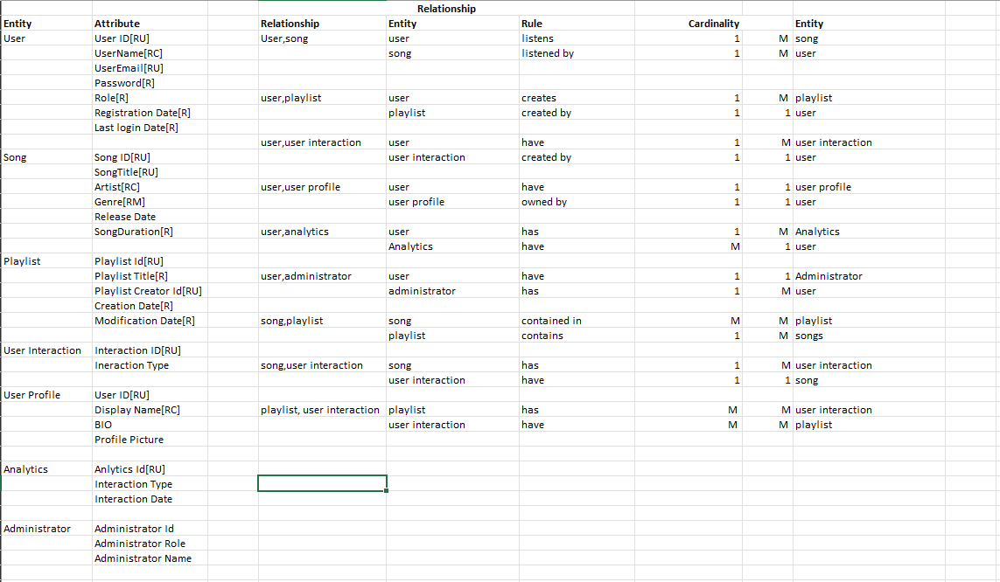 Relationship
Entity Attribute Relationship Entity Rule Cardinality Entity
User User ID[RU] User,song user listens 1 M song
UserName[RC] song listened by 1 M user
UserEmail[RU]
Password[R]
Role[R] user,playlist user creates 1 M playlist
Registration Date[R] playlist created by 1 1 user
Last login Date[R]
user,user interaction user have 1 M user interaction
Song Song ID[RU] user interaction created by 1 1 user
SongTitle[RU]
Artist[RC] user,user profile user have 1 1 user profile
Genre[RM] user profile owned by 1 1 user
Release Date
SongDuration[R] user,analytics user has 1 M Analytics
Analytics have M 1 user
Playlist Playlist Id[RU]
Playlist Title[R] user,administrator user have 1 1 Administrator
Playlist Creator Id[RU] administrator has 1 M user
Creation Date[R]
Modification Date[R] song,playlist song contained in M M playlist
playlist contains 1 M songs
User Interaction Interaction ID[RU]
Ineraction Type song,user interaction song has 1 M user interaction
user interaction have 1 1 song
User Profile User ID[RU]
Display Name[RC] playlist, user interaction playlist has M M user interaction
BIO user interaction have M M playlist
Profile Picture
Analytics Anlytics Id[RU]
Interaction Type
Interaction Date
Administrator Administrator Id
Administrator Role
Administrator Name